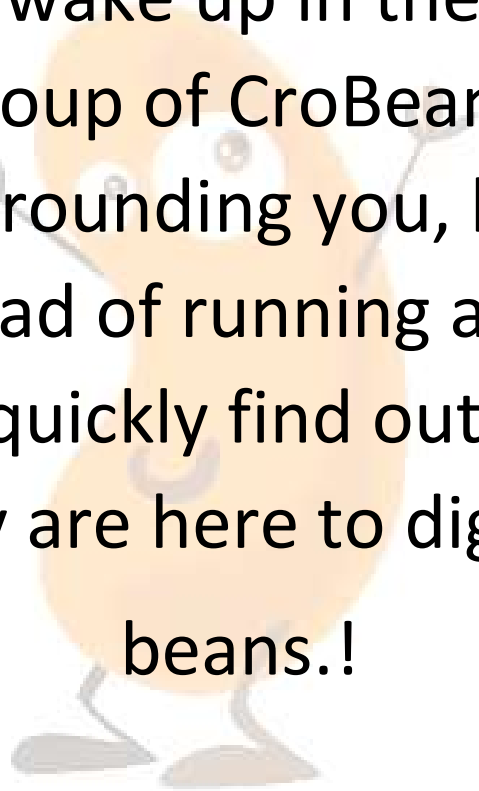 wake up in the
oup of CroBear
rounding you,
ad of running a
quickly find out
are here to dig
beans.!